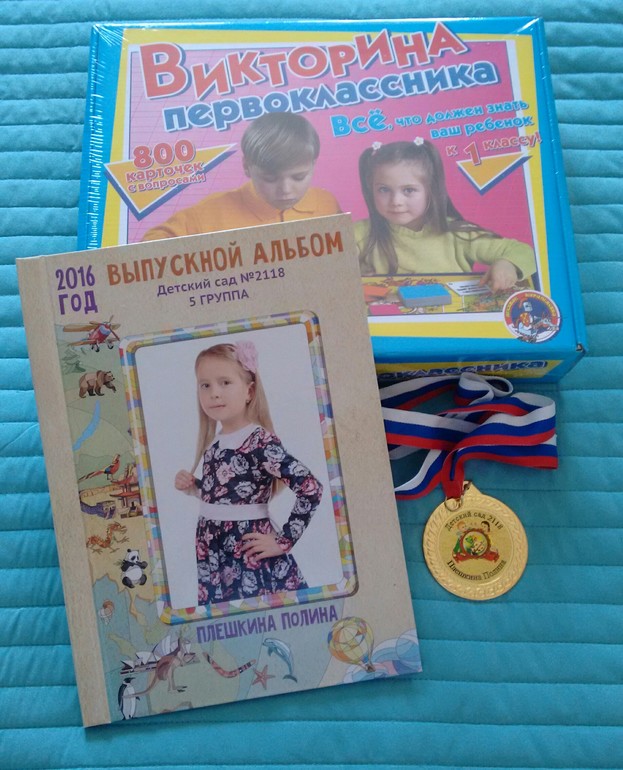 Викторина
первоклассника
Всё, что должен знать
ваш ребенок
к 1 классу!
800
карточек
с вопросами
2016
год
Выпускной альбом
Детский сад №2118
5 группа
Плешкина Полина
классника
Детский сад 2118
Плешкина Полина